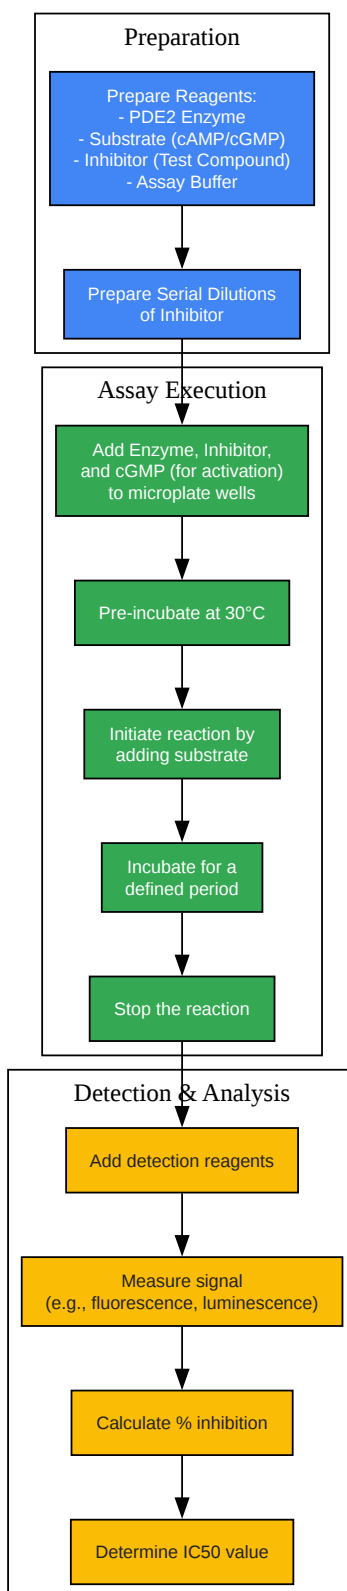 Preparation
Prepare Reagents:
- PDE2 Enzyme
- Substrate (cAMP/cGMP)
- Inhibitor (Test Compound)
- Assay Buffer
Prepare Serial Dilutions
of Inhibitor
Assay Execution
Add Enzyme, Inhibitor,
and cGMP (for activation)
to microplate wells
Pre-incubate at 30°C
Initiate reaction by
adding substrate
Incubate for a
defined period
Stop the reaction
Detection & Analysis
Add detection reagents
Measure signal
(e.g., fluorescence, luminescence)
Calculate % inhibition
Determine IC50 value